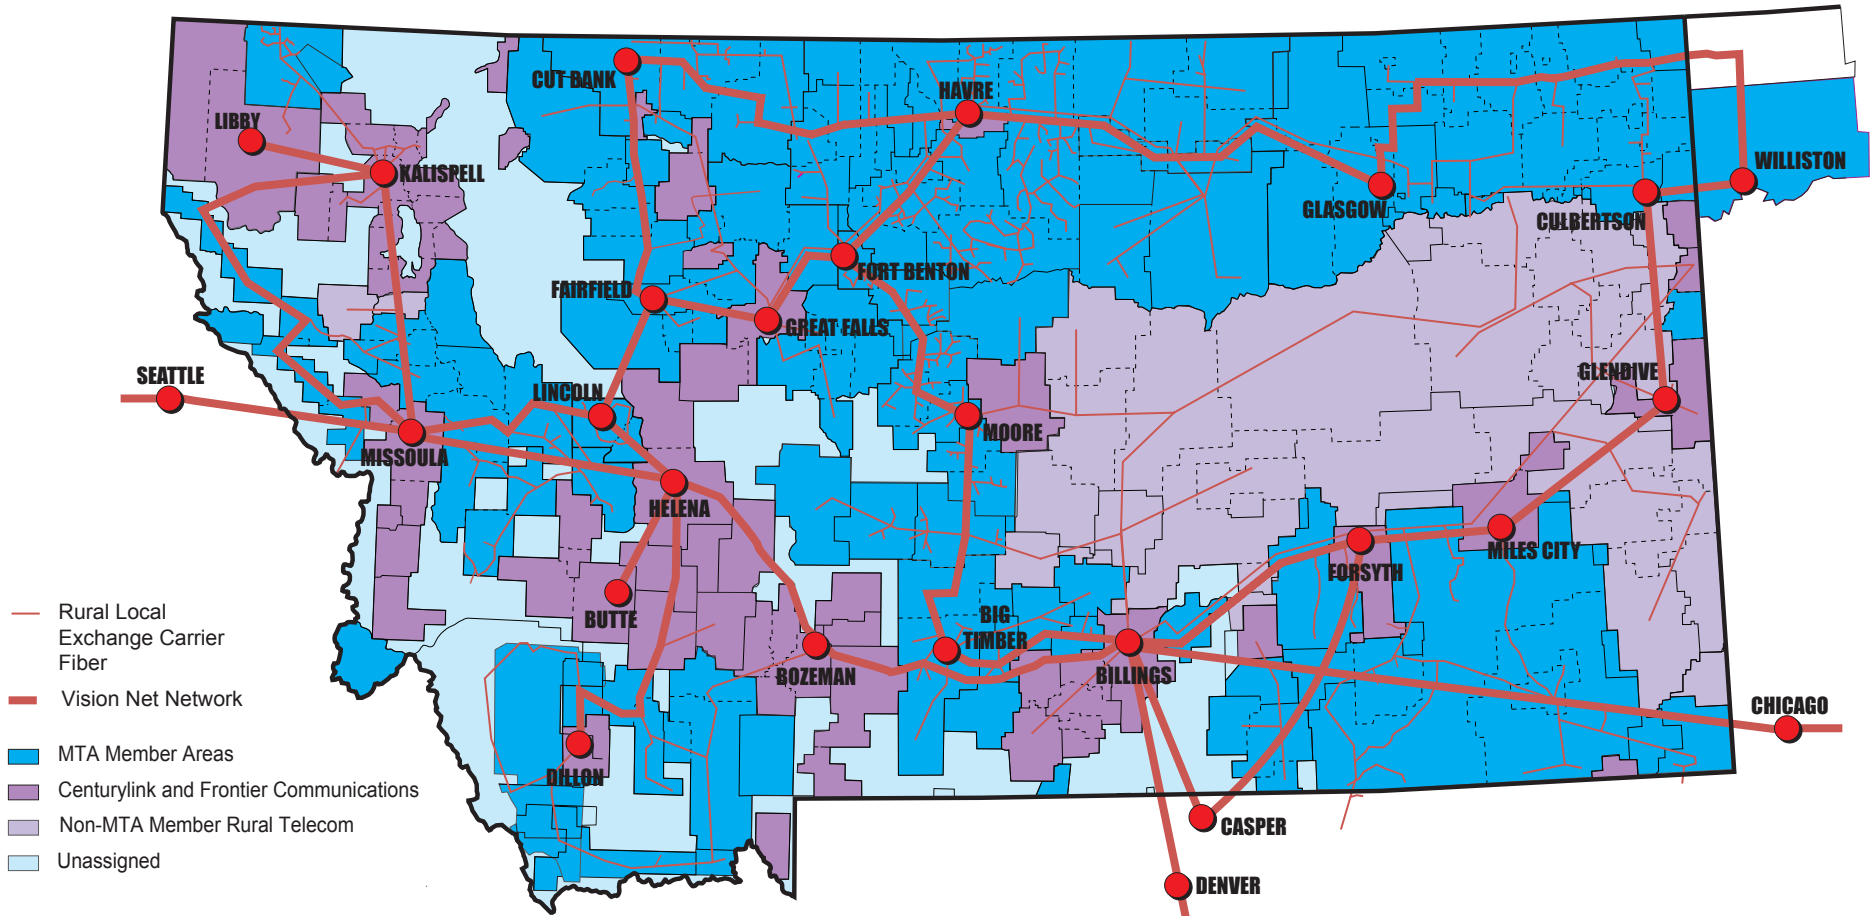 CUT BANK
HAVRE
LIBBY
KALISPELL
WILLISTON
GLASGOW
CULBERTSON
FORT BENTON
FAIRFIELD
GREAT FALLS
SEATTLE
LINCOLN
GLENDIVE
MOORE
MISSOULA
HELENA
MILES CITY
FORSYTH
BUTTE
BIG
TIMBER
BOZEMAN
BILLINGS
CHICAGO
DILLON
CASPER
DENVER
Rural Local
Exchange Carrier
Fiber
Vision Net Network
MTA Member Areas
Centurylink and Frontier Communications
Non-MTA Member Rural Telecom
Unassigned